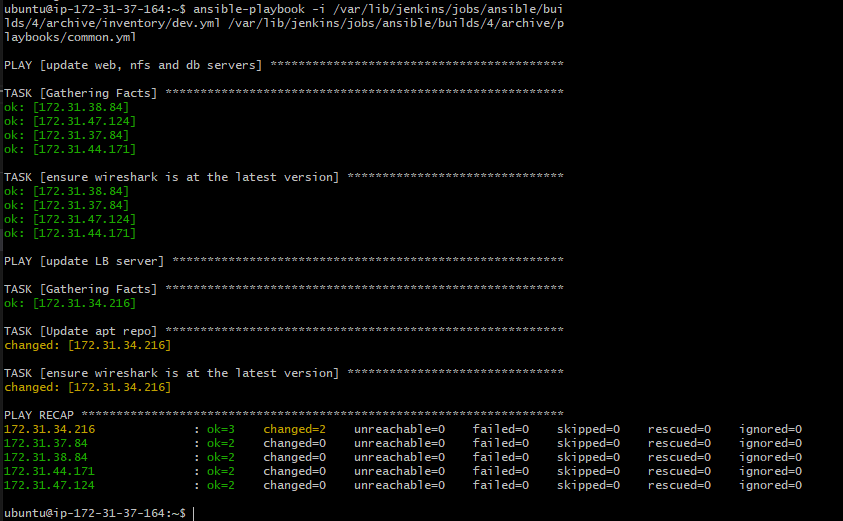 ubuntu@ip-172-31-37-164:~$ ansible-playbook -i /var/lib/jenkins/jobs/ansible/bui
lds/4/archive/inventory/dev.yml /var/lib/jenkins/jobs/ansible/builds/4/archive/p
laybooks/common.yml
PLAY [update web, nfs and db servers] ******************************************
TASK [Gathering Facts] *********************************************************
ok: [172.31.38.84]
ok: [172.31.47.124]
ok: [172.31.37.84]
ok: [172.31.44.171]
TASK [ensure wireshark is at the latest version] *******************************
ok: [172.31.38.84]
ok: [172.31.37.84]
ok: [172.31.47.124]
ok: [172.31.44.171]
PLAY [update LB server] ********************************************************
TASK [Gathering Facts] *********************************************************
ok: [172.31.34.216]
TASK [Update apt repo] *********************************************************
changed: [172.31.34.216]
TASK [ensure wireshark is at the latest version] *******************************
changed: [172.31.34.216]
PLAY RECAP *********************************************************************
172.31.34.216              : ok=3    changed=2    unreachable=0    failed=0    skipped=0    rescued=0    ignored=0
172.31.37.84               : ok=2    changed=0    unreachable=0    failed=0    skipped=0    rescued=0    ignored=0
172.31.38.84               : ok=2    changed=0    unreachable=0    failed=0    skipped=0    rescued=0    ignored=0
172.31.44.171              : ok=2    changed=0    unreachable=0    failed=0    skipped=0    rescued=0    ignored=0
172.31.47.124              : ok=2    changed=0    unreachable=0    failed=0    skipped=0    rescued=0    ignored=0
ubuntu@ip-172-31-37-164:~$